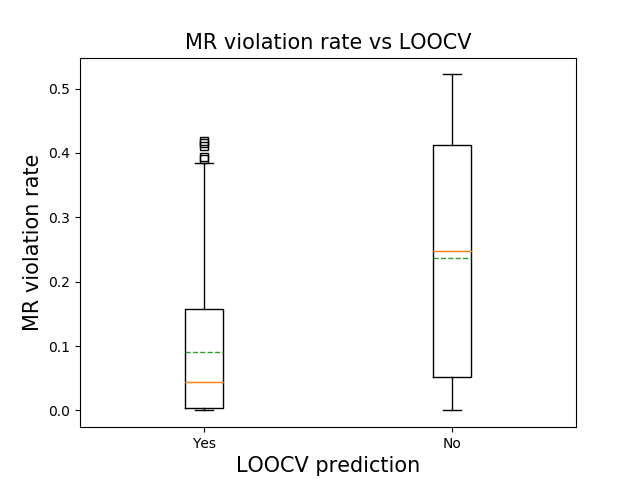 MR violation rate vs LOOCV
MR violation rate
0.5
0.4
0.3
0.2
0.1
0.0
Yes
No
LOOCV prediction